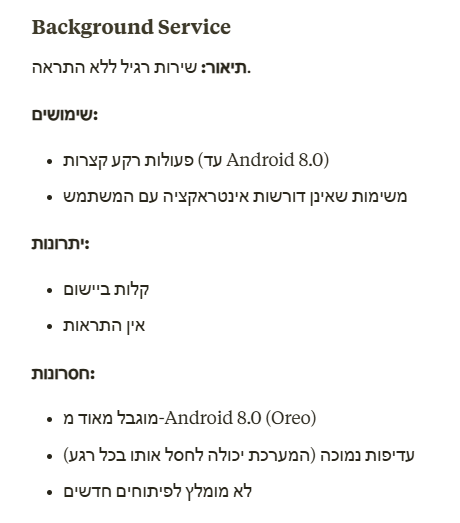 Background Service
תיאור: שירות רגיל ללא התראה.
שימושים:
פעולות רקע קצרות (עד Android 8.0)
משימות שאינן דורשות אינטראקציה עם המשתמש
יתרונות:
קלות ביישום
אין התראות
חסרונות:
מוגבל מאוד מ-Android 8.0 (Oreo)
עדיפות נמוכה (המערכת יכולה לחסל אותו בכל רגע)
לא מומלץ לפיתוחים חדשים